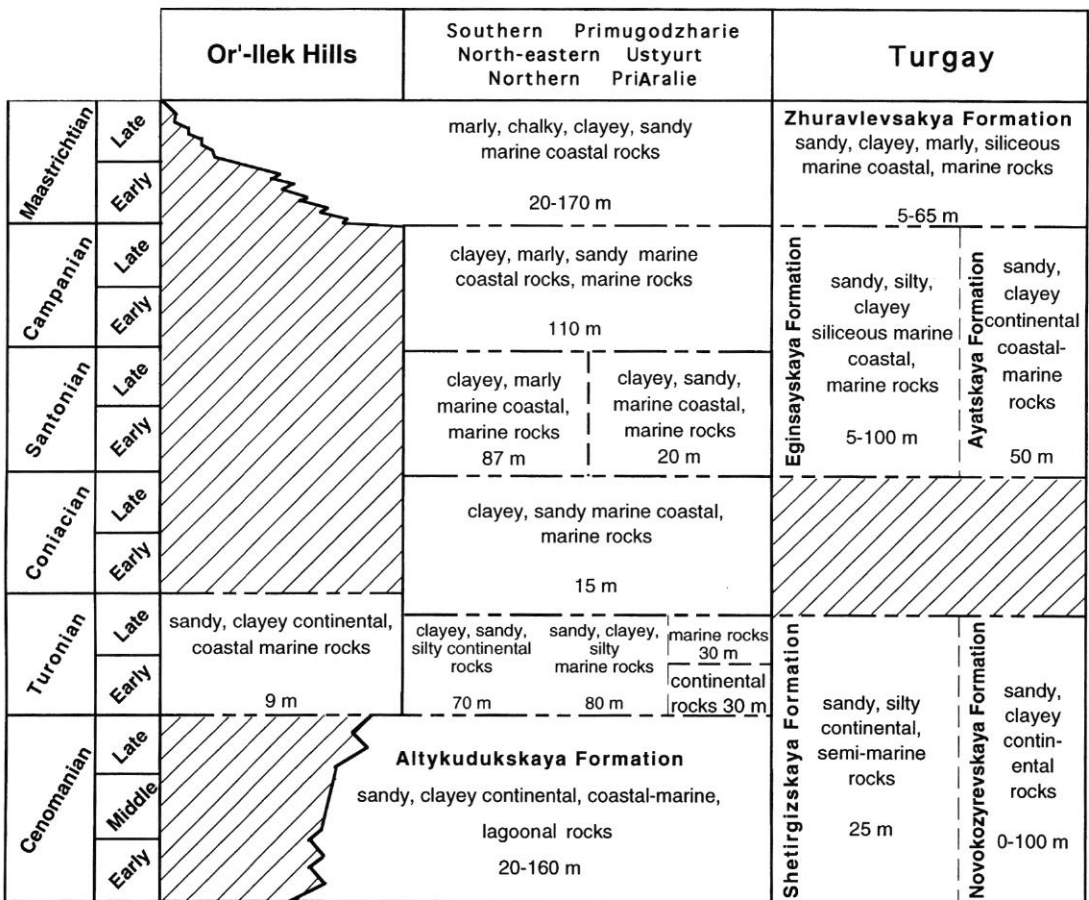 Or'-Ilek Hills
Southern Primugodzharie
North-eastern Ustyurt
Northern PriAralie
Turgay
Maastrichtian
Late
Early
marly, chalky, clayey, sandy
marine coastal rocks
20-170 m
Zhuravlevsakya Formation
sandy, clayey, marly, siliceous
marine coastal, marine rocks
5-65 m
Campanian
Late
Early
clayey, marly, sandy marine
coastal rocks, marine rocks
110 m
Eginsayskaya Formation
sandy, silty,
clayey
siliceous marine
coastal,
marine rocks
5-100 m
Ayatskaya Formation
sandy,
clayey
continental
coastal-
marine
rocks
50 m
Santonian
Late
Early
clayey, marly
marine coastal,
marine rocks
87 m
clayey, sandy,
marine coastal,
marine rocks
20 m
Coniacian
Late
Early
clayey, sandy marine coastal,
marine rocks
15 m
Turonian
Late
Early
sandy, clayey continental,
coastal marine rocks
9 m
clayey, sandy,
silty continental
rocks
70 m
sandy, clayey,
silty
marine rocks
80 m
marine rocks
30 m
continental
rocks 30 m
Shetirgizskaya Formation
sandy, silty
continental,
semi-marine
rocks
25 m
Novokozyrevskaya Formation
sandy,
clayey
contin-
ental
rocks
0-100 m
Cenomanian
Late
Middle
Early
Altykudukskaya Formation
sandy, clayey continental, coastal-marine,
lagoonal rocks
20-160 m